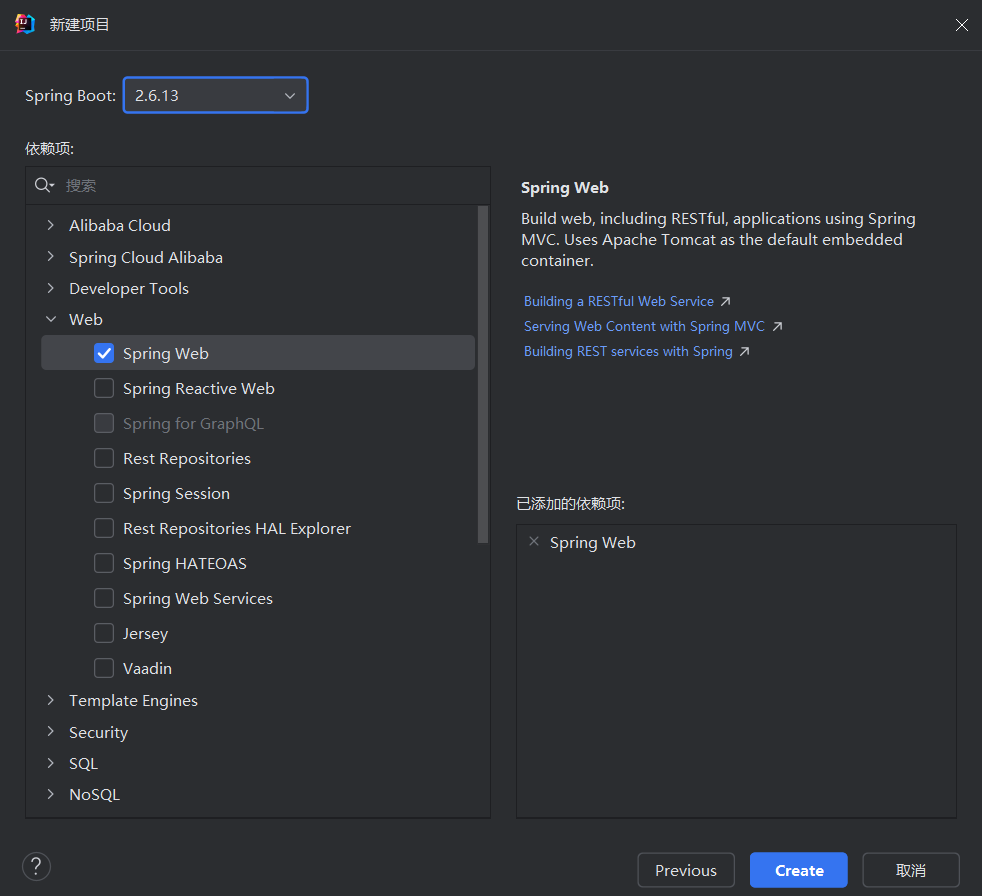 新建项目
Spring Boot: 2.6.13
依赖项:
搜索
Alibaba Cloud
Spring Cloud Alibaba
Developer Tools
Web
Spring Web
Spring Reactive Web
Spring for GraphQL
Rest Repositories
Spring Session
Rest Repositories HAL Explorer
Spring HATEOAS
Spring Web Services
Jersey
Vaadin
Template Engines
Security
SQL
NoSQL
Spring Web
Build web, including RESTful, applications using Spring
MVC. Uses Apache Tomcat as the default embedded
container.
Building a RESTful Web Service
Serving Web Content with Spring MVC
Building REST services with Spring
已添加的依赖项:
Spring Web
?
Previous
Create
取消